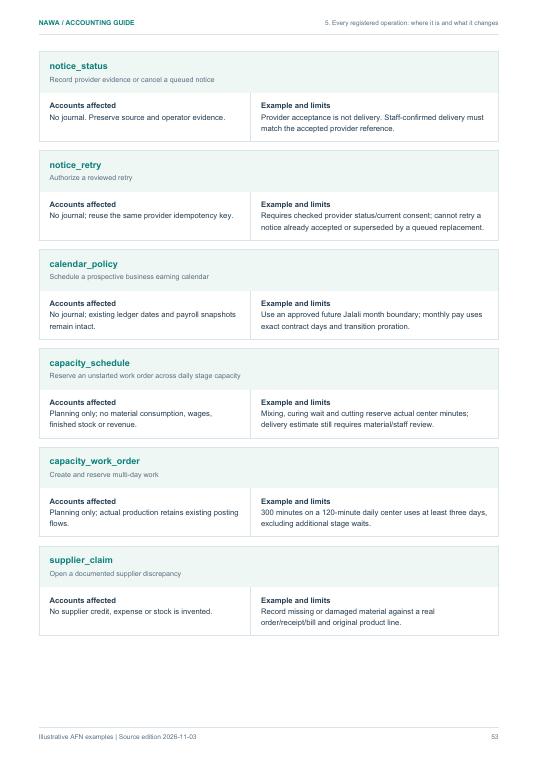 NAWA / ACCOUNTING GUIDE
5. Every registered operation: where it is and what it changes
notice_status
Record provider evidence or cancel a queued notice
Accounts affected
No journal. Preserve source and operator evidence.
Example and limits
Provider acceptance is not delivery. Staff-confirmed delivery must
match the accepted provider reference.
notice_retry
Authorize a reviewed retry
Accounts affected
No journal; reuse the same provider idempotency key.
Example and limits
Requires checked provider status/current consent; cannot retry a
notice already accepted or superseded by a queued replacement.
calendar_policy
Schedule a prospective business earning calendar
Accounts affected
No journal; existing ledger dates and payroll snapshots
remain intact.
Example and limits
Use an approved future Jalali month boundary; monthly pay uses
exact contract days and transition proration.
capacity_schedule
Reserve an unstarted work order across daily stage capacity
Accounts affected
Planning only; no material consumption, wages,
finished stock or revenue.
Example and limits
Mixing, curing wait and cutting reserve actual center minutes;
delivery estimate still requires material/staff review.
capacity_work_order
Create and reserve multi-day work
Accounts affected
Planning only; actual production retains existing posting
flows.
Example and limits
300 minutes on a 120-minute daily center uses at least three days,
excluding additional stage waits.
supplier_claim
Open a documented supplier discrepancy
Accounts affected
No supplier credit, expense or stock is invented.
Example and limits
Record missing or damaged material against a real
order/receipt/bill and original product line.
Illustrative AFN examples | Source edition 2026-11-03
53